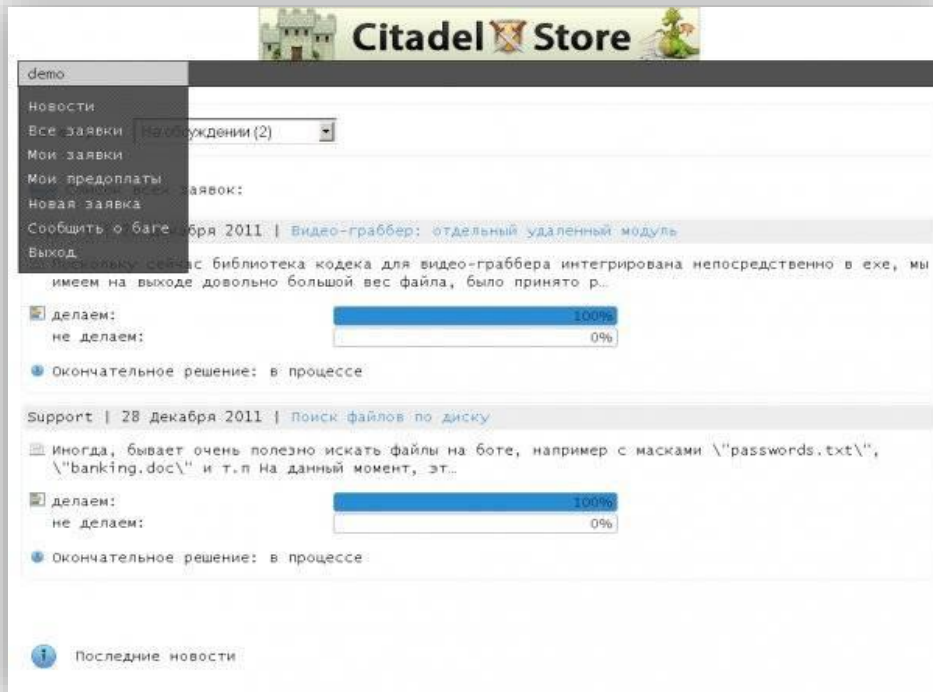 Citadel Store
demo
Новости
Все заявки
На обсуждении (2)
Мои заявки
Мои предоплаты
Новая заявка
Сообщить о баге
Выход
заявок:
2011 | Видео-граббер: отдельный удаленный модуль
Поскольку сейчас библиотека кодека для видео-граббера интегрирована непосредственно в exe, мы
имеем на выходе довольно большой вес файла, было принято р…
делаем:
100%
не делаем:
0%
Окончательное решение: в процессе
Support | 28 Декабря 2011 | Поиск файлов по диску
Иногда, бывает очень полезно искать файлы на боте, например с масками \"passwords.txt\",
\"banking.doc\" и т.п На данный момент, эт…
делаем:
100%
не делаем:
0%
Окончательное решение: в процессе
Последние новости